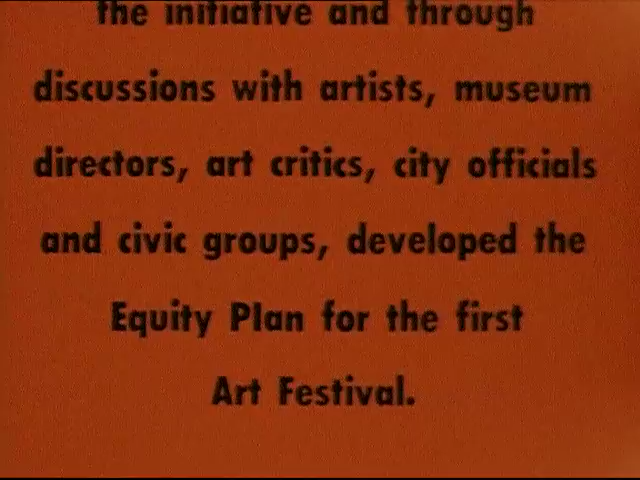 the initiative and through
discussions with artists, museum
directors, art critics, city officials
and civic groups, developed the
Equity Plan for the first
Art Festival.